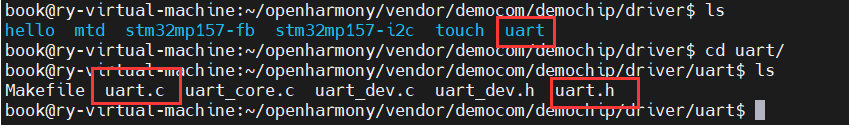 book@ry-virtual-machine:~/openharmony/vendor/democom/demochip/driver$ ls
hello mtd stm32mp157-fb stm32mp157-i2c touch uart
book@ry-virtual-machine:~/openharmony/vendor/democom/demochip/driver$ cd uart/
book@ry-virtual-machine:~/openharmony/vendor/democom/demochip/driver/uart$ ls
Makefile uart.c uart_core.c uart_dev.c uart_dev.h uart.h
book@ry-virtual-machine:~/openharmony/vendor/democom/demochip/driver/uart$